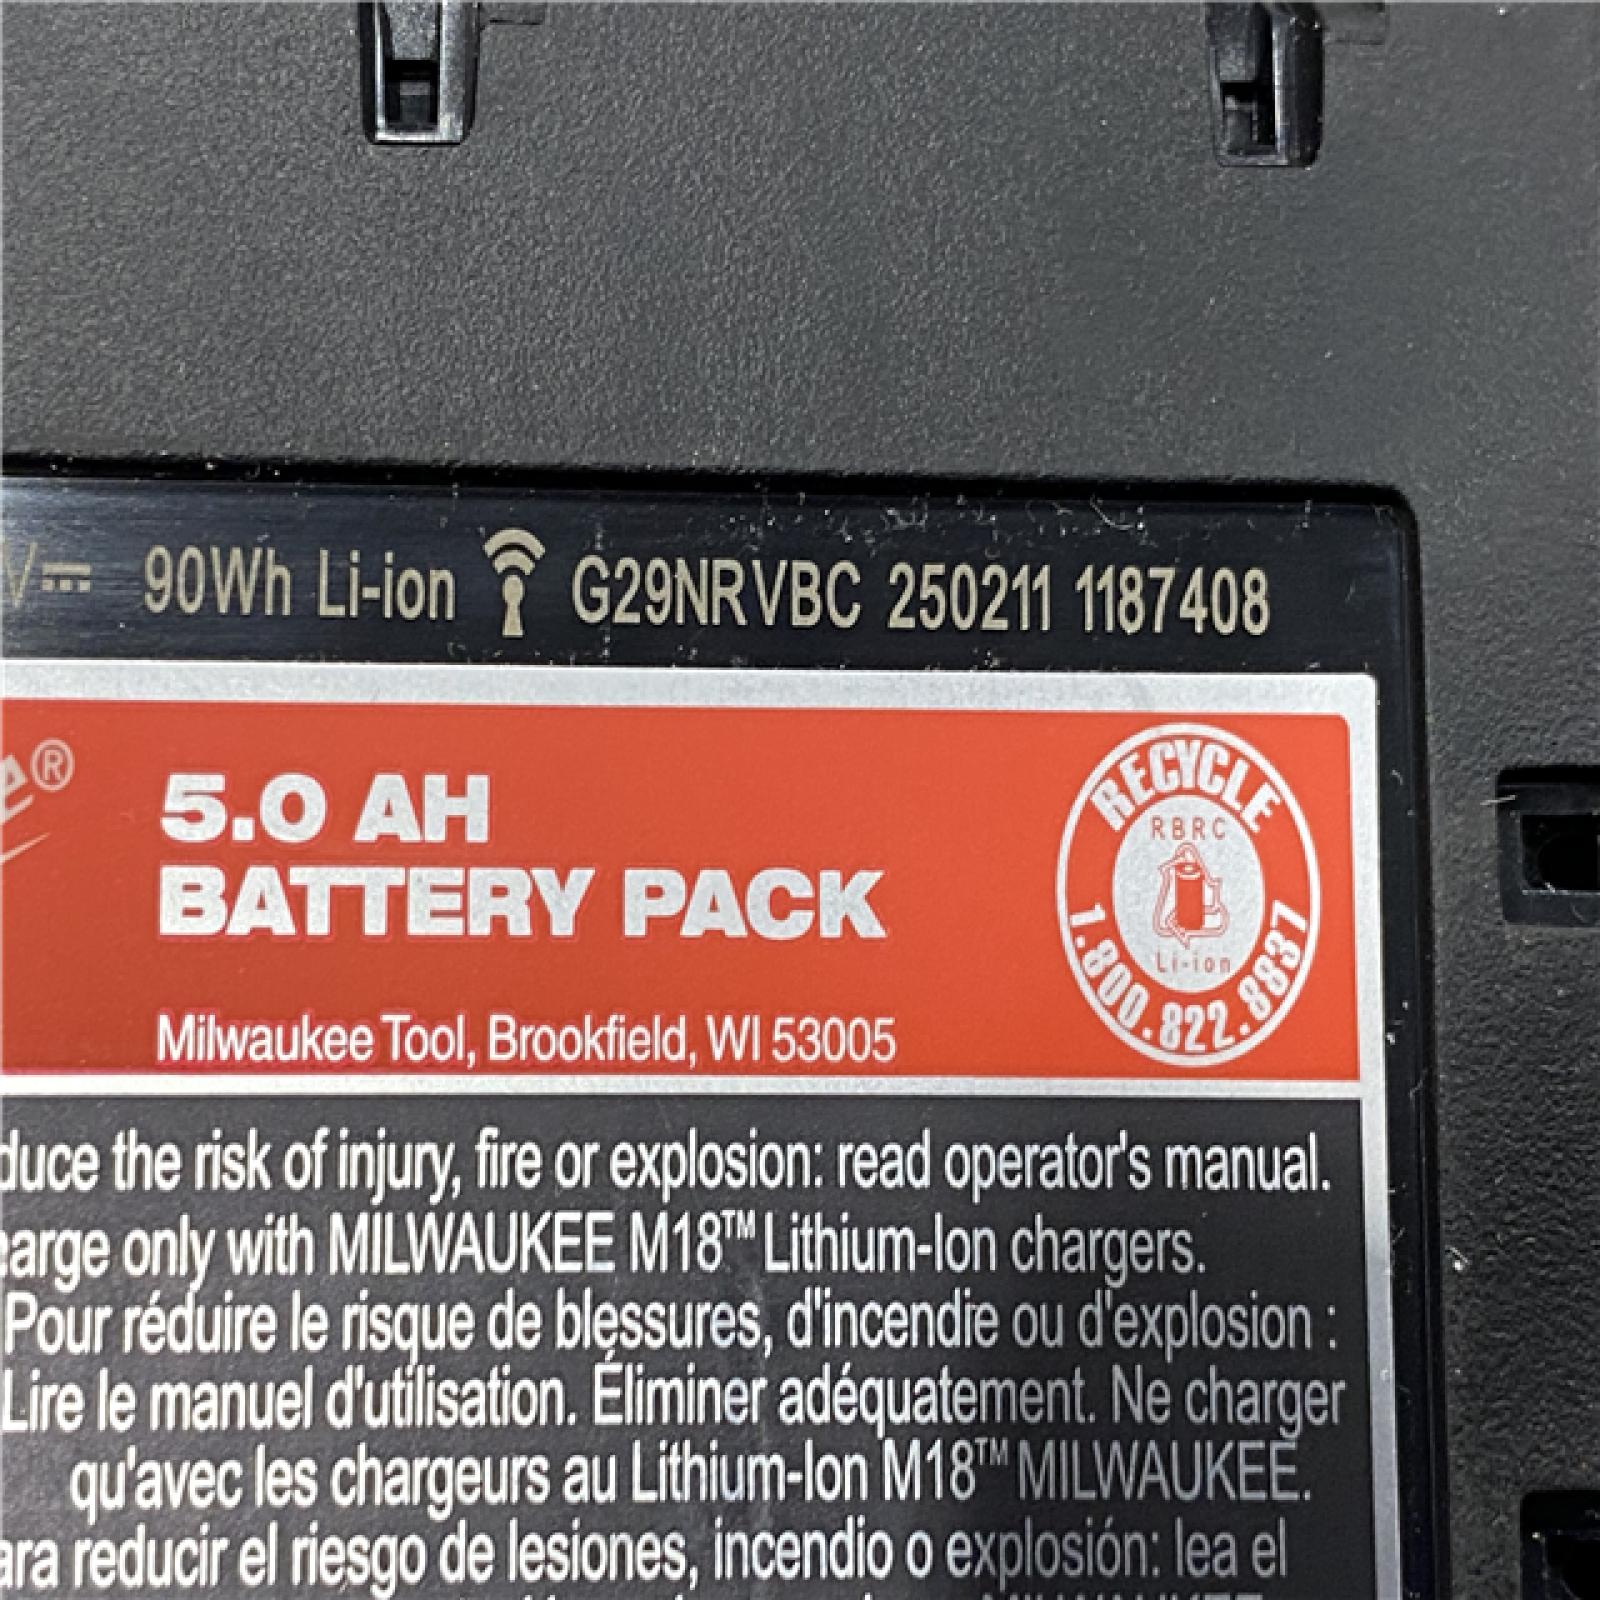 V 90Wh Li-ion G29NRVBC 250211 1187408
®
5.0 AH
BATTERY PACK
Milwaukee Tool, Brookfield, WI 53005
RECYCLE
RBRC
Li-ion
1.800.822.8837
duce the risk of injury, fire or explosion: read operator's manual.
arge only with MILWAUKEE M18™ Lithium-Ion chargers.
Pour réduire le risque de blessures, d'incendie ou d'explosion :
Lire le manuel d'utilisation. Éliminer adéquatement. Ne charger
qu'avec les chargeurs au Lithium-Ion M18™ MILWAUKEE.
ara reducir el riesgo de lesiones, incendio o explosión: lea el